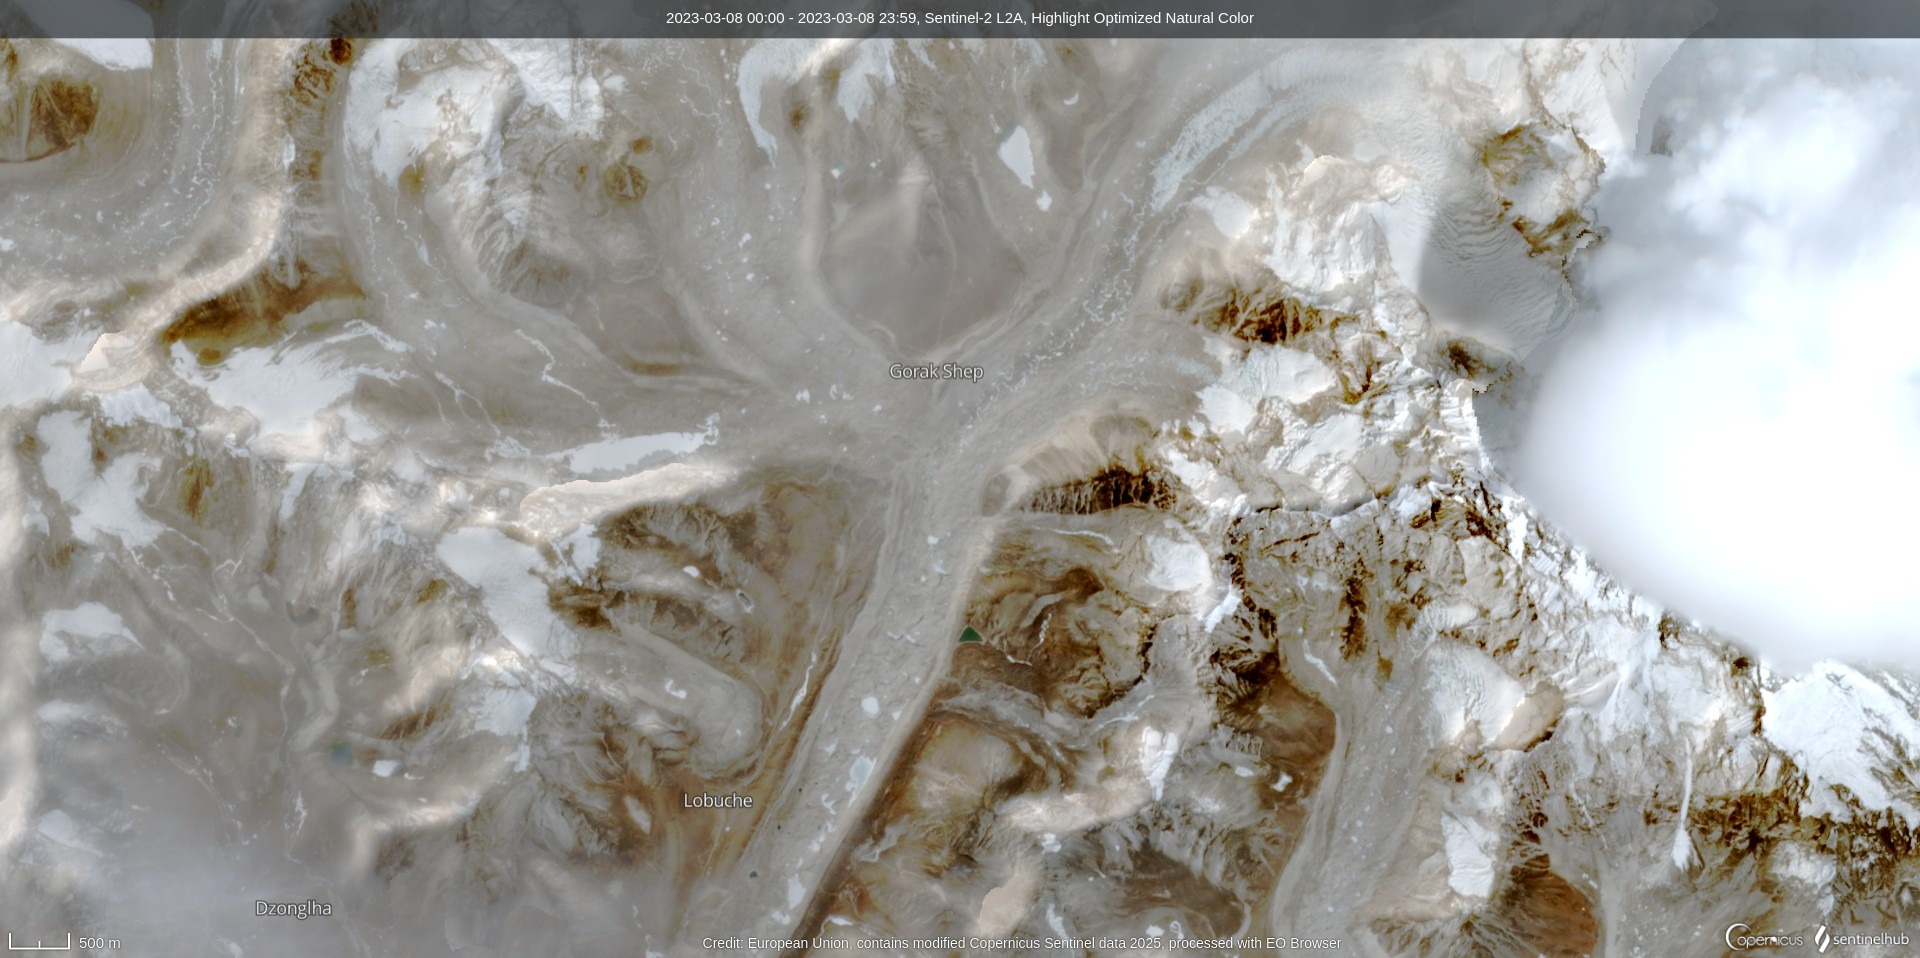 2023-03-08 00:00 - 2023-03-08 23:59, Sentinel-2 L2A, Highlight Optimized Natural Color
Gorak Shep
Lobuche
Dzonglha
500 m
Credit: European Union, contains modified Copernicus Sentinel data 2025, processed with EO Browser
Copernicus
sentinelhub